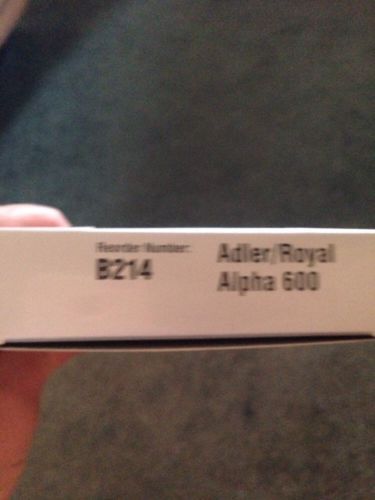 Reorder Number:
B214
Adler/Royal
Alpha 600